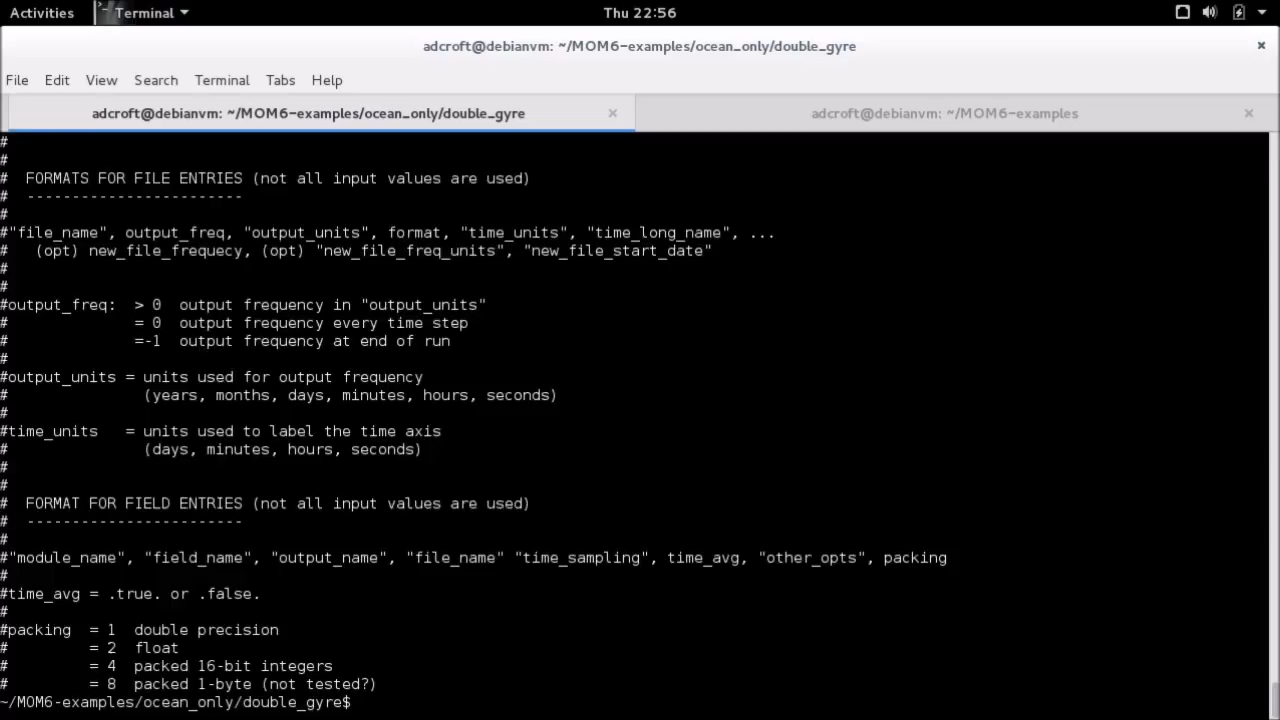 Activities
Terminal
Thu 22:56
adcroft@debianvm: ~/MOM6-examples/ocean_only/double_gyre
File Edit View Search Terminal Tabs Help
adcroft@debianvm: ~/MOM6-examples/ocean_only/double_gyre
adcroft@debianvm: ~/MOM6-examples
#
#
#  FORMATS FOR FILE ENTRIES (not all input values are used)
#  ------------------------
#
#"file_name", output_freq, "output_units", format, "time_units", "time_long_name", ...
#   (opt) new_file_frequecy, (opt) "new_file_freq_units", "new_file_start_date"
#
#
#output_freq:  > 0  output frequency in "output_units"
#              = 0  output frequency every time step
#              =-1  output frequency at end of run
#
#output_units = units used for output frequency
#               (years, months, days, minutes, hours, seconds)
#
#time_units   = units used to label the time axis
#               (days, minutes, hours, seconds)
#
#
#  FORMAT FOR FIELD ENTRIES (not all input values are used)
#  ------------------------
#
#"module_name", "field_name", "output_name", "file_name" "time_sampling", time_avg, "other_opts", packing
#
#time_avg = .true. or .false.
#
#packing  = 1  double precision
#         = 2  float
#         = 4  packed 16-bit integers
#         = 8  packed 1-byte (not tested?)
~/MOM6-examples/ocean_only/double_gyre$